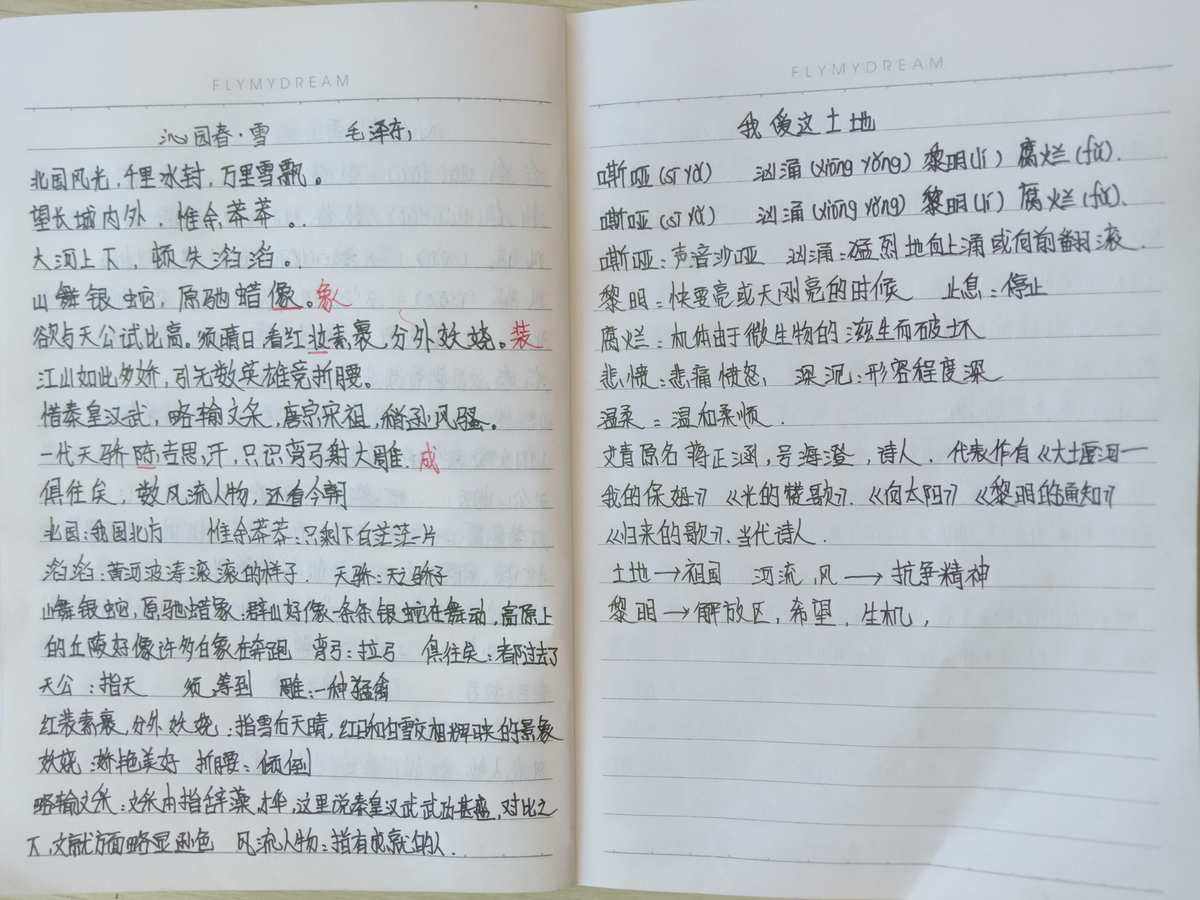 FLYMYDREAM
沁园春·雪 毛泽东
北国风光,千里冰封,万里雪飘。
望长城内外,惟余莽莽。
大河上下,顿失滔滔。
山舞银蛇,原驰蜡像。象
欲与天公试比高。须晴日,看红妆素裹,分外妖娆。装
江山如此多娇,引无数英雄竞折腰。
惜秦皇汉武,略输文采,唐宗宋祖,稍逊风骚。
一代天骄陈吉思汗,只识弯弓射大雕。成
俱往矣,数风流人物,还看今朝
北国:我国北方 惟余莽莽:只剩下白茫茫一片
滔滔:黄河波涛滚滚的样子. 天骄:天之骄子
山舞银蛇,原驰蜡象:群山好像一条条银蛇在舞动,高原上
的丘陵好像许多白象在奔跑 弯弓:拉弓 俱往矣:都过去了
天公:指天 须:等到 雕:一种猛禽
红装素裹,分外妖娆:指雪后天晴,红日和白雪交相辉映的景象
妖娆:娇艳美好 折腰:倾倒
略输文采:文采本指辞藻,才华,这里说秦皇汉武武功甚盛,对比之
下,文献方面略显逊色 风流人物:指有成就的人.
FLYMYDREAM
我爱这土地
嘶哑(sī yǎ) 汹涌(xiōng yǒng) 黎明(lí) 腐烂(fǔ).
嘶哑(sī yǎ) 汹涌(xiōng yǒng) 黎明(lí) 腐烂(fǔ).
嘶哑:声音沙哑 汹涌:猛烈地向上涌或向前翻滚.
黎明:快要亮或天刚亮的时候 止息:停止
腐烂:机体由于微生物的滋生而破坏
悲愤:悲痛愤怒 深沉:形容程度深
温柔:温和柔顺.
艾青原名蒋正涵,号海澄,诗人. 代表作有《大堰河一
我的保姆》《光的赞歌》.《向太阳》《黎明的通知》
《归来的歌》.当代诗人.
土地→祖国 河流,风→抗争精神
黎明→解放区,希望,生机,